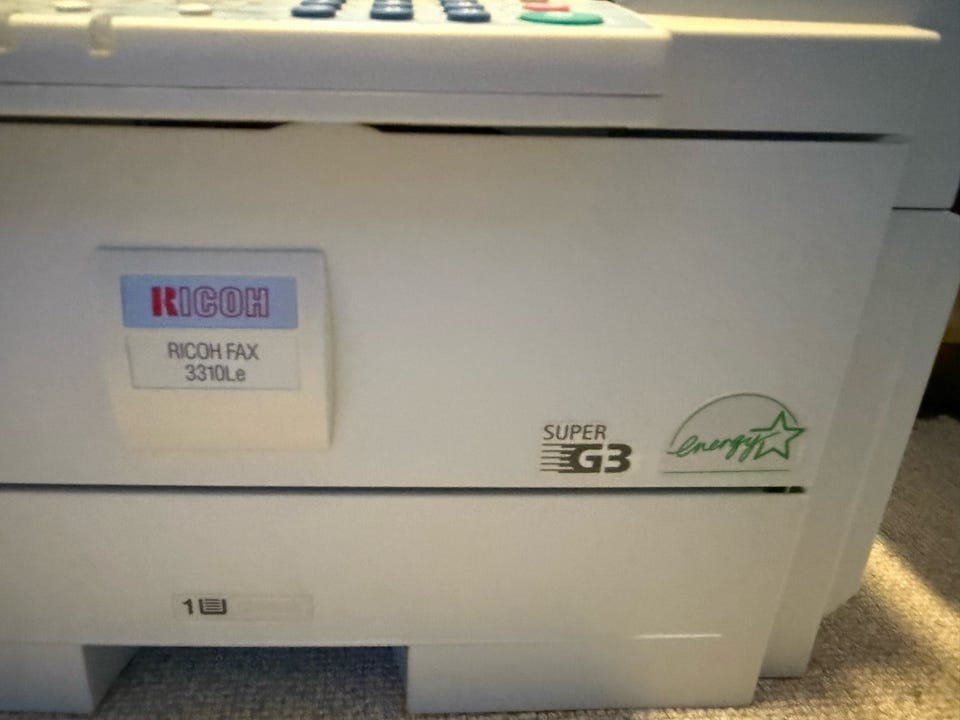 RICOH
RICOH FAX
3310Le
SUPER
G3
energy
1